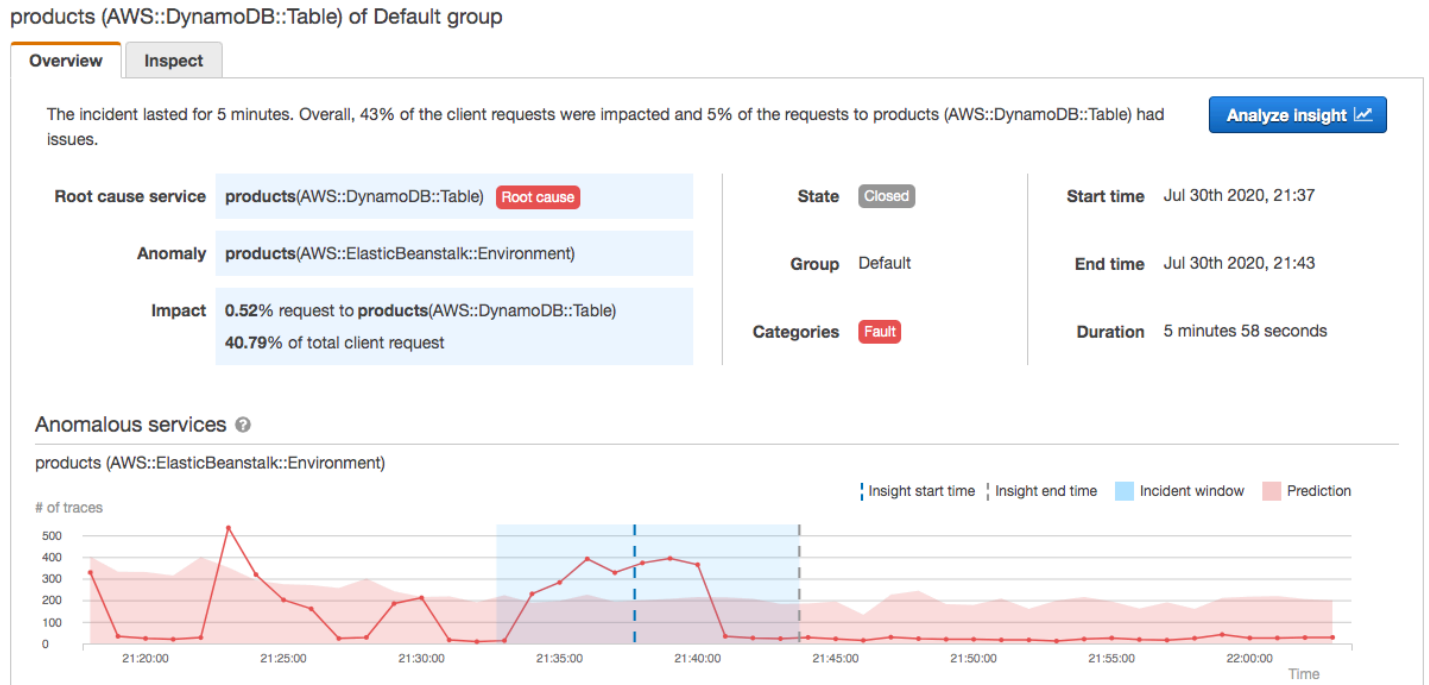 products (AWS::DynamoDB::Table) of Default group
Overview Inspect
The incident lasted for 5 minutes. Overall, 43% of the client requests were impacted and 5% of the requests to products (AWS::DynamoDB::Table) had
issues.
Analyze insight
Root cause service products(AWS::DynamoDB::Table) Root cause
Anomaly products(AWS::ElasticBeanstalk::Environment)
Impact 0.52% request to products(AWS::DynamoDB::Table)
40.79% of total client request
State Closed
Group Default
Categories Fault
Start time Jul 30th 2020, 21:37
End time Jul 30th 2020, 21:43
Duration 5 minutes 58 seconds
Anomalous services ?
products (AWS::ElasticBeanstalk::Environment)
Insight start time Insight end time Incident window Prediction
# of traces
500
400
300
200
100
0
21:20:00 21:25:00 21:30:00 21:35:00 21:40:00 21:45:00 21:50:00 21:55:00 22:00:00
Time